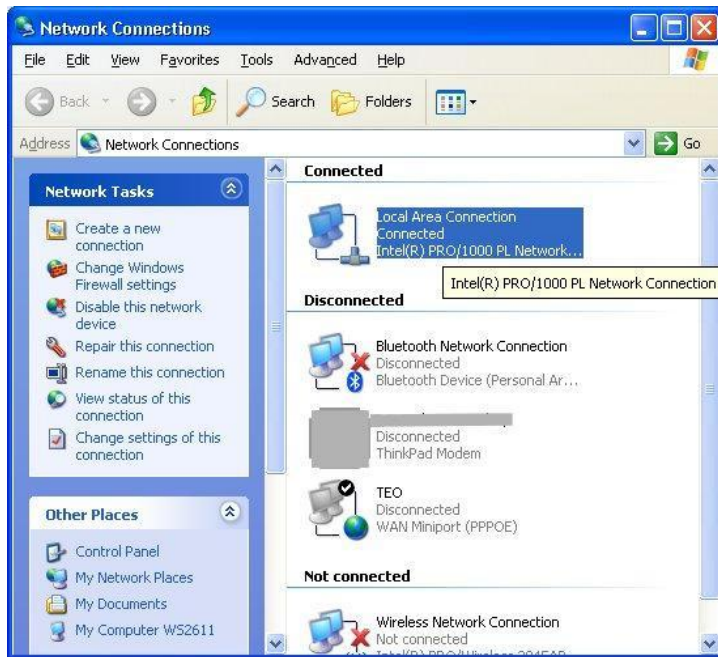 Network Connections
File Edit View Favorites Tools Advanced Help
Back Search Folders
Address Network Connections Go
Network Tasks
Create a new
connection
Change Windows
Firewall settings
Disable this network
device
Repair this connection
Rename this connection
View status of this
connection
Change settings of this
connection
Other Places
Control Panel
My Network Places
My Documents
My Computer WS2611
Connected
Local Area Connection
Connected
Intel(R) PRO/1000 PL Network...
Intel(R) PRO/1000 PL Network Connection
Disconnected
Bluetooth Network Connection
Disconnected
Bluetooth Device (Personal Ar...
Disconnected
ThinkPad Modem
TEO
Disconnected
WAN Miniport (PPPOE)
Not connected
Wireless Network Connection
Not connected
Intel(R) PRO/Wireless